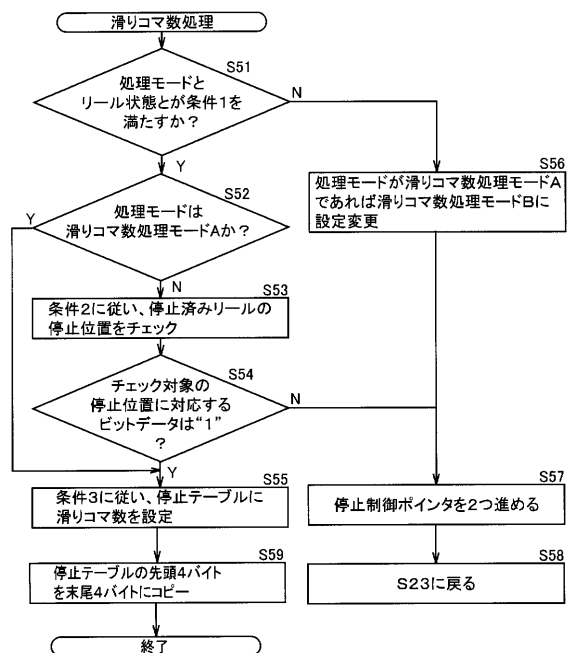 滑りコマ数処理
S51
処理モードと
リール状態とが条件1を
満たすか？
N
Y
S56
処理モードが滑りコマ数処理モードA
であれば滑りコマ数処理モードBに
設定変更
S52
処理モードは
滑りコマ数処理モードAか？
Y
N
S53
条件2に従い、停止済みリールの
停止位置をチェック
S54
チェック対象の
停止位置に対応する
ビットデータは“1”
？
N
Y
S55
条件3に従い、停止テーブルに
滑りコマ数を設定
S57
停止制御ポインタを2つ進める
S59
停止テーブルの先頭4バイト
を末尾4バイトにコピー
S58
S23に戻る
終了